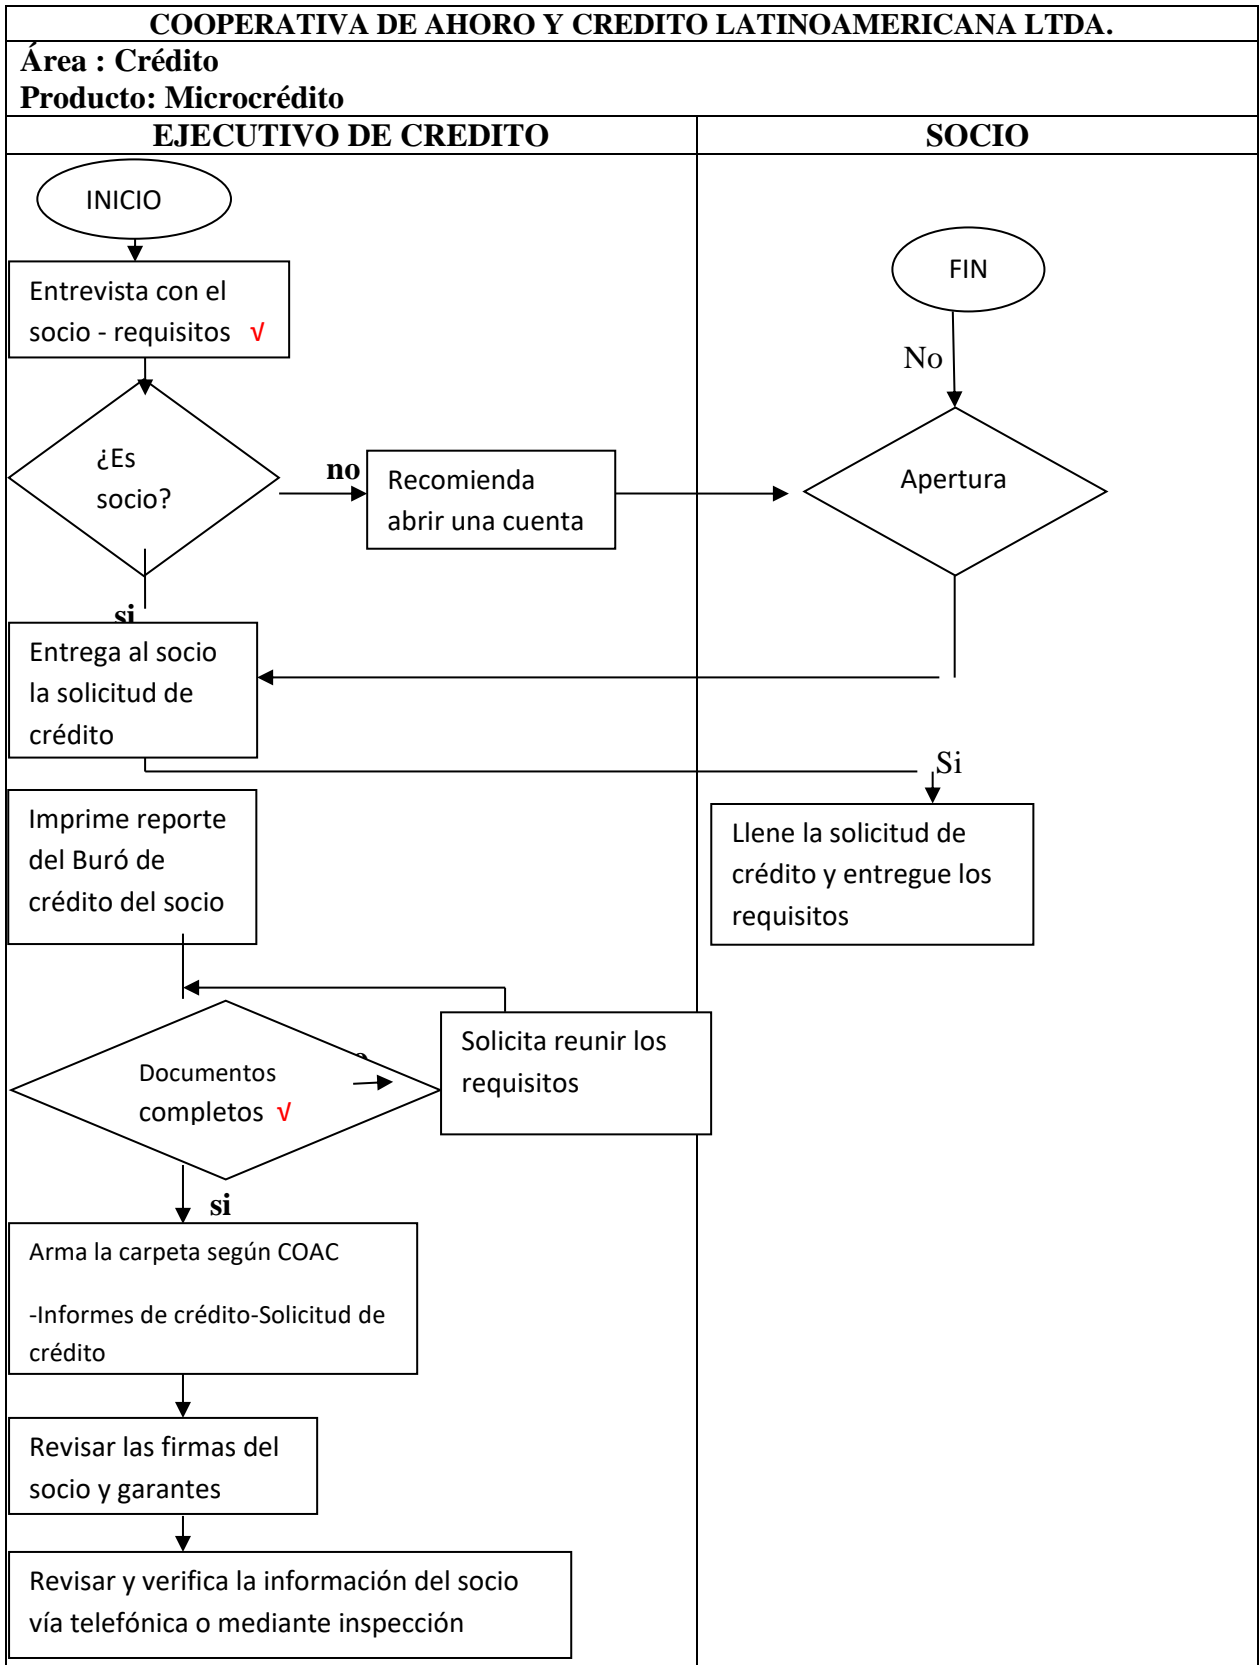 COOPERATIVA DE AHORO Y CREDITO LATINOAMERICANA LTDA.
Área : Crédito
Producto: Microcrédito
EJECUTIVO DE CREDITO
SOCIO
INICIO
FIN
Entrevista con el
socio - requisitos √
No
¿Es
socio?
no
Recomienda
abrir una cuenta
Apertura
si
Entrega al socio
la solicitud de
crédito
Si
Imprime reporte
del Buró de
crédito del socio
Llene la solicitud de
crédito y entregue los
requisitos
Documentos
completos √
Solicita reunir los
requisitos
si
Arma la carpeta según COAC
-Informes de crédito-Solicitud de
crédito
Revisar las firmas del
socio y garantes
Revisar y verifica la información del socio
vía telefónica o mediante inspección